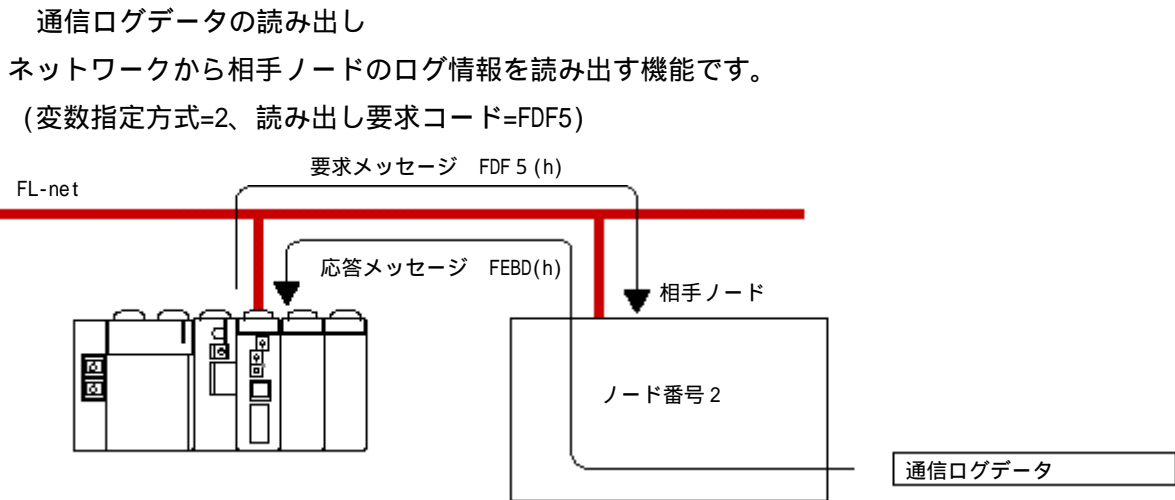 通信ログデータの読み出し
ネットワークから相手ノードのログ情報を読み出す機能です。
(変数指定方式=2、読み出し要求コード=FDF5)
要求メッセージ FDF5(h)
FL-net
応答メッセージ FEBD(h)
相手ノード
ノード番号2
通信ログデータ